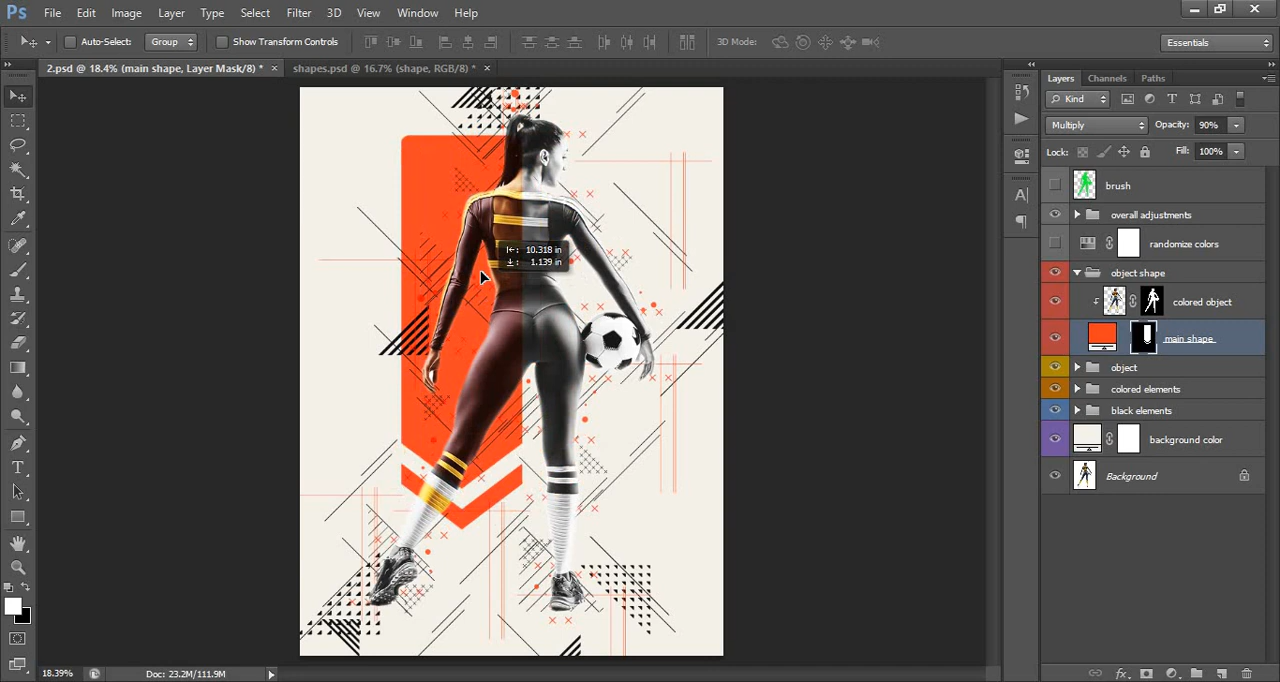 Ps File Edit Image Layer Type Select Filter 3D View Window Help
Auto-Select: Group Show Transform Controls 3D Mode: Essentials
2.psd @ 18.4% (main shape, Layer Mask/8) * × shapes.psd @ 16.7% (shape, RGB/8) * ×
Layers Channels Paths
Kind
Multiply Opacity: 90%
Lock: Fill: 100%
brush
overall adjustments
randomize colors
object shape
colored object
main shape
object
colored elements
black elements
background color
Background
10.318 in
1.139 in
18.39% Doc: 23.2M/111.9M